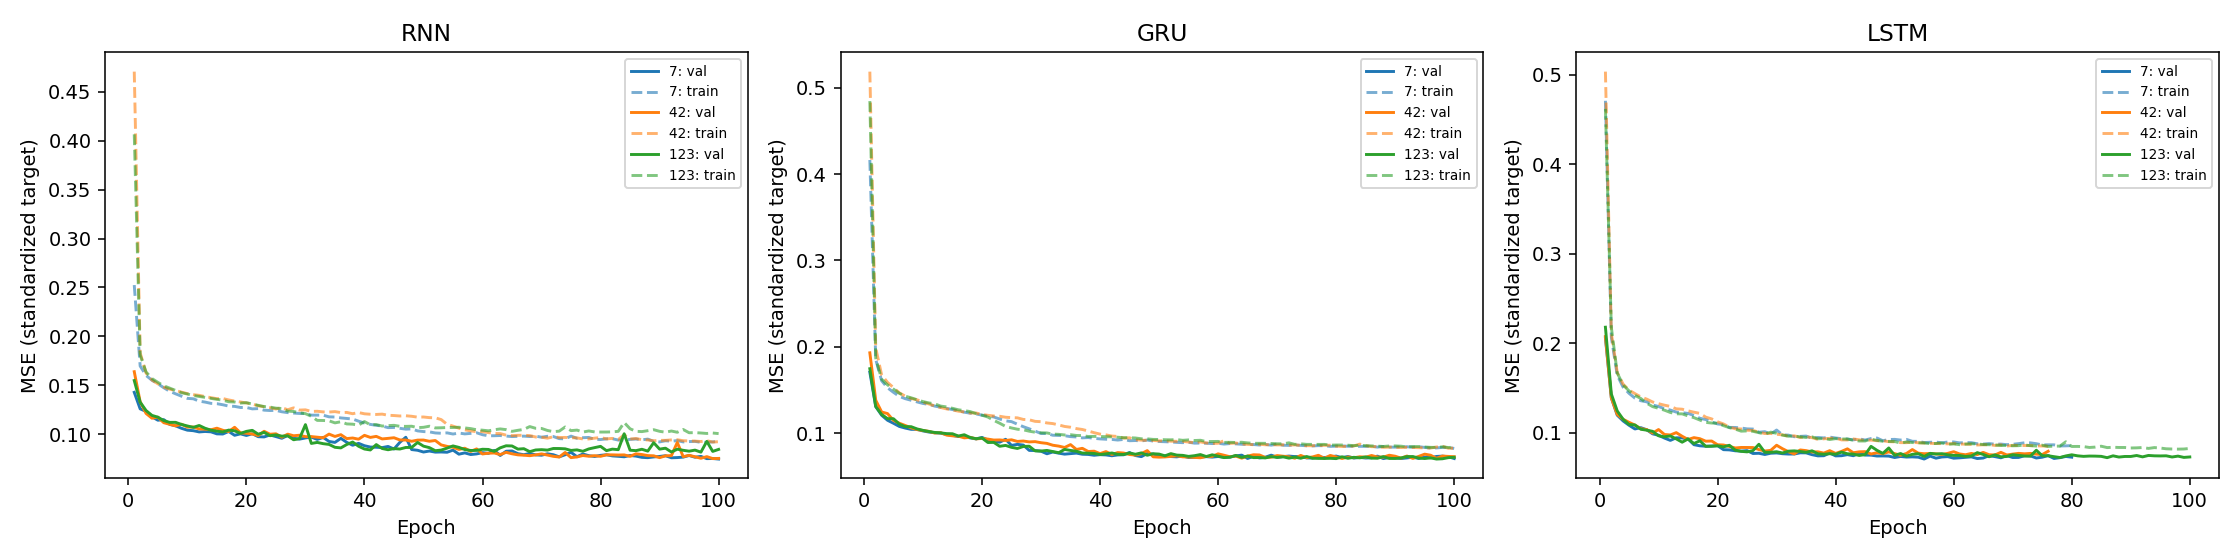 RNN
MSE (standardized target)
0.45
0.40
0.35
0.30
0.25
0.20
0.15
0.10
0
20
40
60
80
100
Epoch
7: val
7: train
42: val
42: train
123: val
123: train
GRU
MSE (standardized target)
0.5
0.4
0.3
0.2
0.1
0
20
40
60
80
100
Epoch
7: val
7: train
42: val
42: train
123: val
123: train
LSTM
MSE (standardized target)
0.5
0.4
0.3
0.2
0.1
0
20
40
60
80
100
Epoch
7: val
7: train
42: val
42: train
123: val
123: train